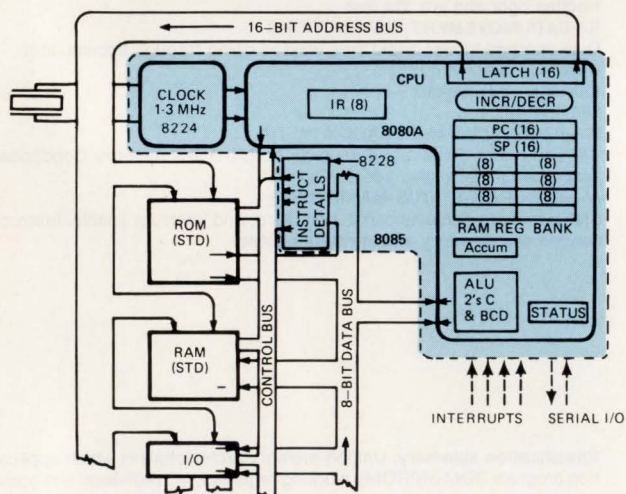 16-BIT ADDRESS BUS
LATCH (16)
CPU
CLOCK
1-3 MHz
8224
IR (8)
INCR/DECR
8080A
PC (16)
SP (16)
(8) (8)
(8) (8)
(8) (8)
8228
INSTRUCT
DETAILS
ROM
(STD)
RAM REG BANK
8085
Accum
ALU
2's C
& BCD
STATUS
CONTROL BUS
8-BIT DATA BUS
RAM
(STD)
INTERRUPTS
SERIAL I/O
I/O